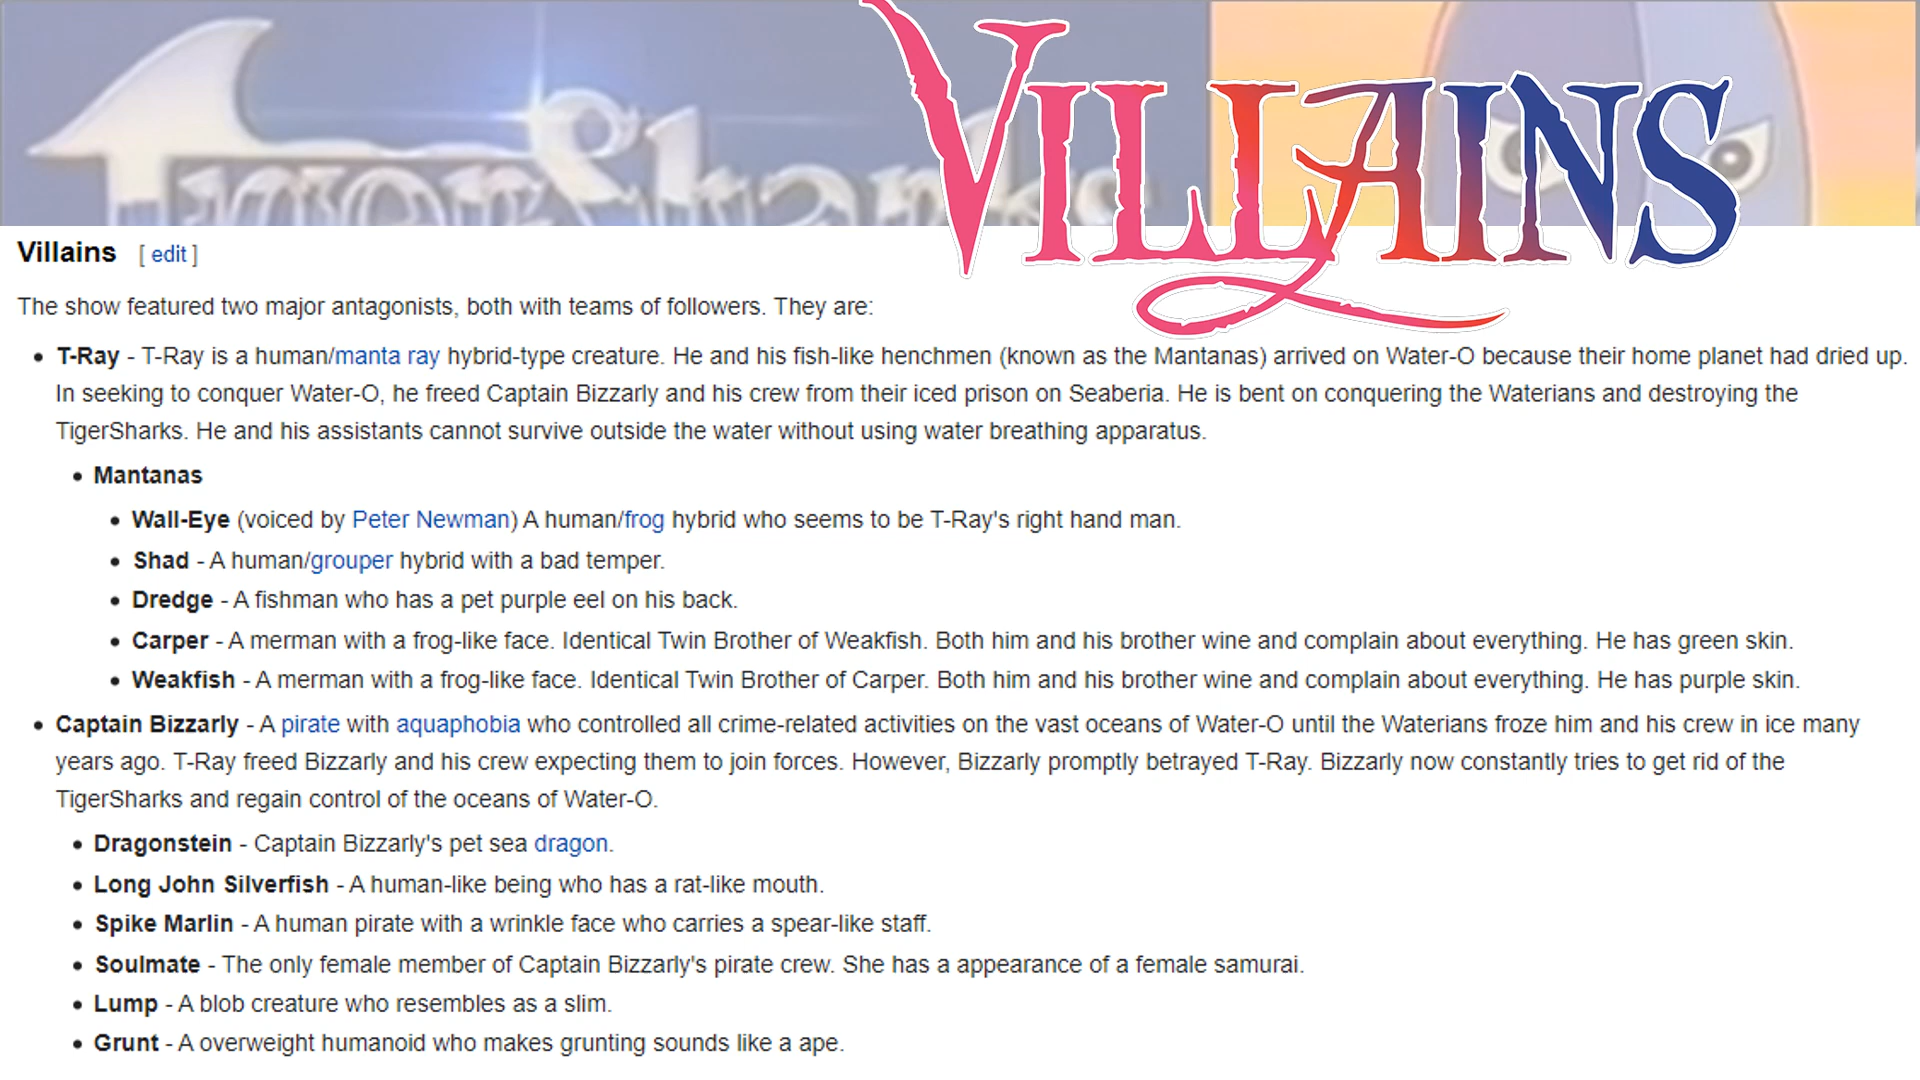 TigerSharks
VILLAINS
Villains [ edit ]
The show featured two major antagonists, both with teams of followers. They are:
• T-Ray - T-Ray is a human/manta ray hybrid-type creature. He and his fish-like henchmen (known as the Mantanas) arrived on Water-O because their home planet had dried up.
In seeking to conquer Water-O, he freed Captain Bizzarly and his crew from their iced prison on Seaberia. He is bent on conquering the Waterians and destroying the
TigerSharks. He and his assistants cannot survive outside the water without using water breathing apparatus.
• Mantanas
• Wall-Eye (voiced by Peter Newman) A human/frog hybrid who seems to be T-Ray's right hand man.
• Shad - A human/grouper hybrid with a bad temper.
• Dredge - A fishman who has a pet purple eel on his back.
• Carper - A merman with a frog-like face. Identical Twin Brother of Weakfish. Both him and his brother wine and complain about everything. He has green skin.
• Weakfish - A merman with a frog-like face. Identical Twin Brother of Carper. Both him and his brother wine and complain about everything. He has purple skin.
• Captain Bizzarly - A pirate with aquaphobia who controlled all crime-related activities on the vast oceans of Water-O until the Waterians froze him and his crew in ice many
years ago. T-Ray freed Bizzarly and his crew expecting them to join forces. However, Bizzarly promptly betrayed T-Ray. Bizzarly now constantly tries to get rid of the
TigerSharks and regain control of the oceans of Water-O.
• Dragonstein - Captain Bizzarly's pet sea dragon.
• Long John Silverfish - A human-like being who has a rat-like mouth.
• Spike Marlin - A human pirate with a wrinkle face who carries a spear-like staff.
• Soulmate - The only female member of Captain Bizzarly's pirate crew. She has a appearance of a female samurai.
• Lump - A blob creature who resembles as a slim.
• Grunt - A overweight humanoid who makes grunting sounds like a ape.